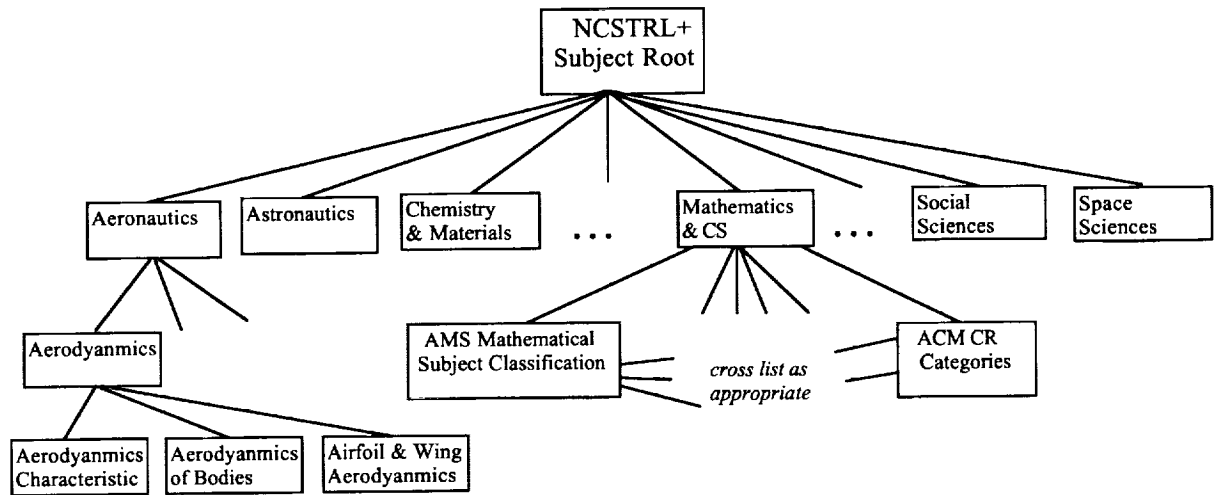 NCSTRL+
Subject Root
Aeronautics
Astronautics
Chemistry
& Materials
...
Mathematics
& CS
...
Social
Sciences
Space
Sciences
Aerodyanmics
AMS Mathematical
Subject Classification
cross list as
appropriate
ACM CR
Categories
Aerodyanmics
Characteristic
Aerodyanmics
of Bodies
Airfoil & Wing
Aerodyanmics